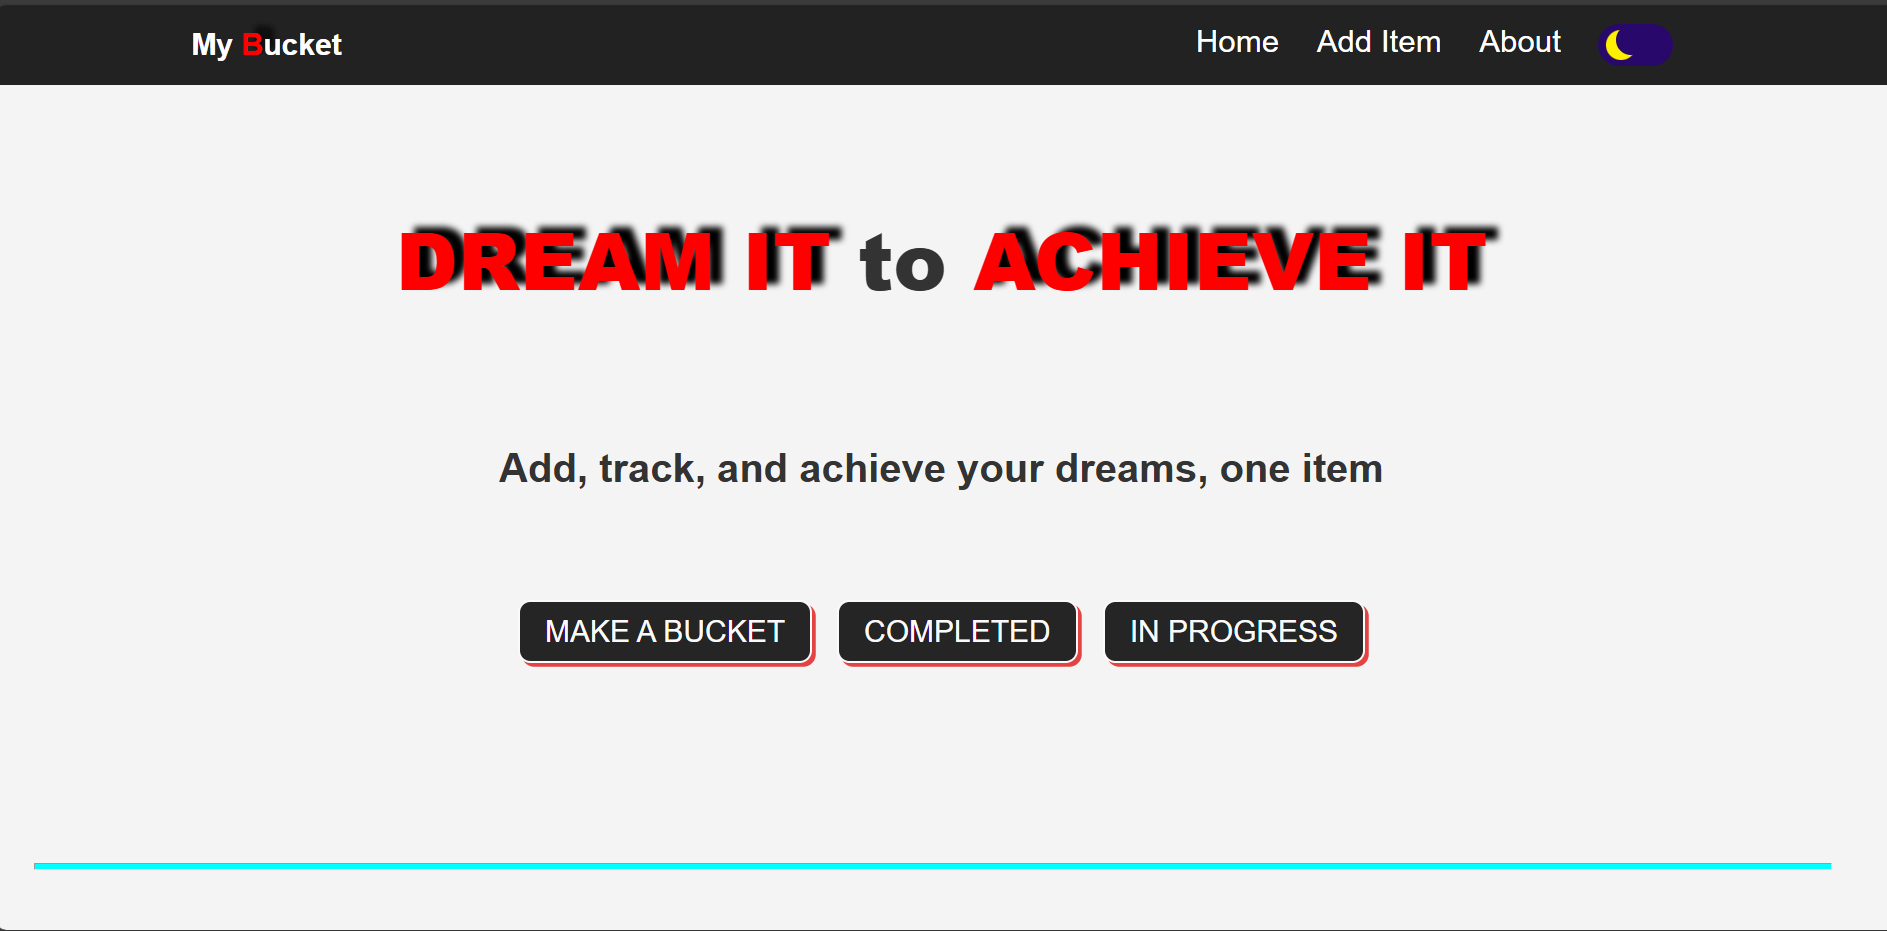 My Bucket
Home Add Item About
DREAM IT to ACHIEVE IT
Add, track, and achieve your dreams, one item
MAKE A BUCKET COMPLETED IN PROGRESS